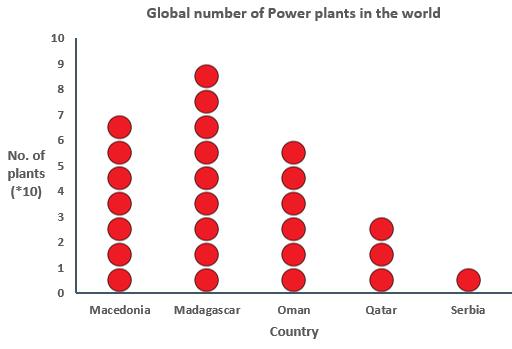 Global number of Power plants in the world
10
9
8
7
6
5
4
3
2
1
0
No. of
plants
(*10)
Macedonia Madagascar Oman Qatar Serbia
Country